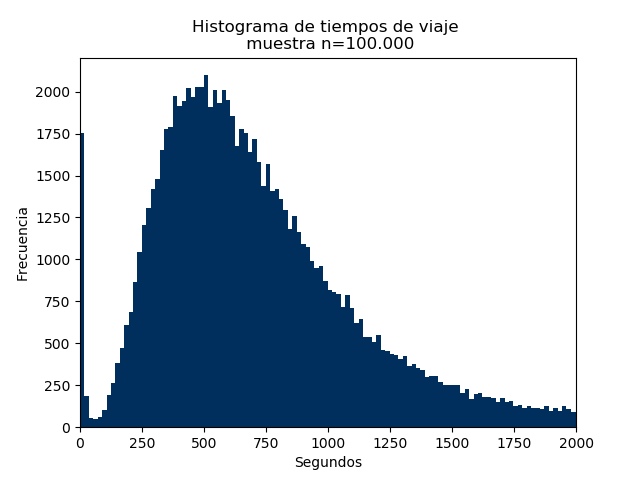 Histograma de tiempos de viaje
muestra n=100.000
Frecuencia
2000
1750
1500
1250
1000
750
500
250
0
0 250 500 750 1000 1250 1500 1750 2000
Segundos